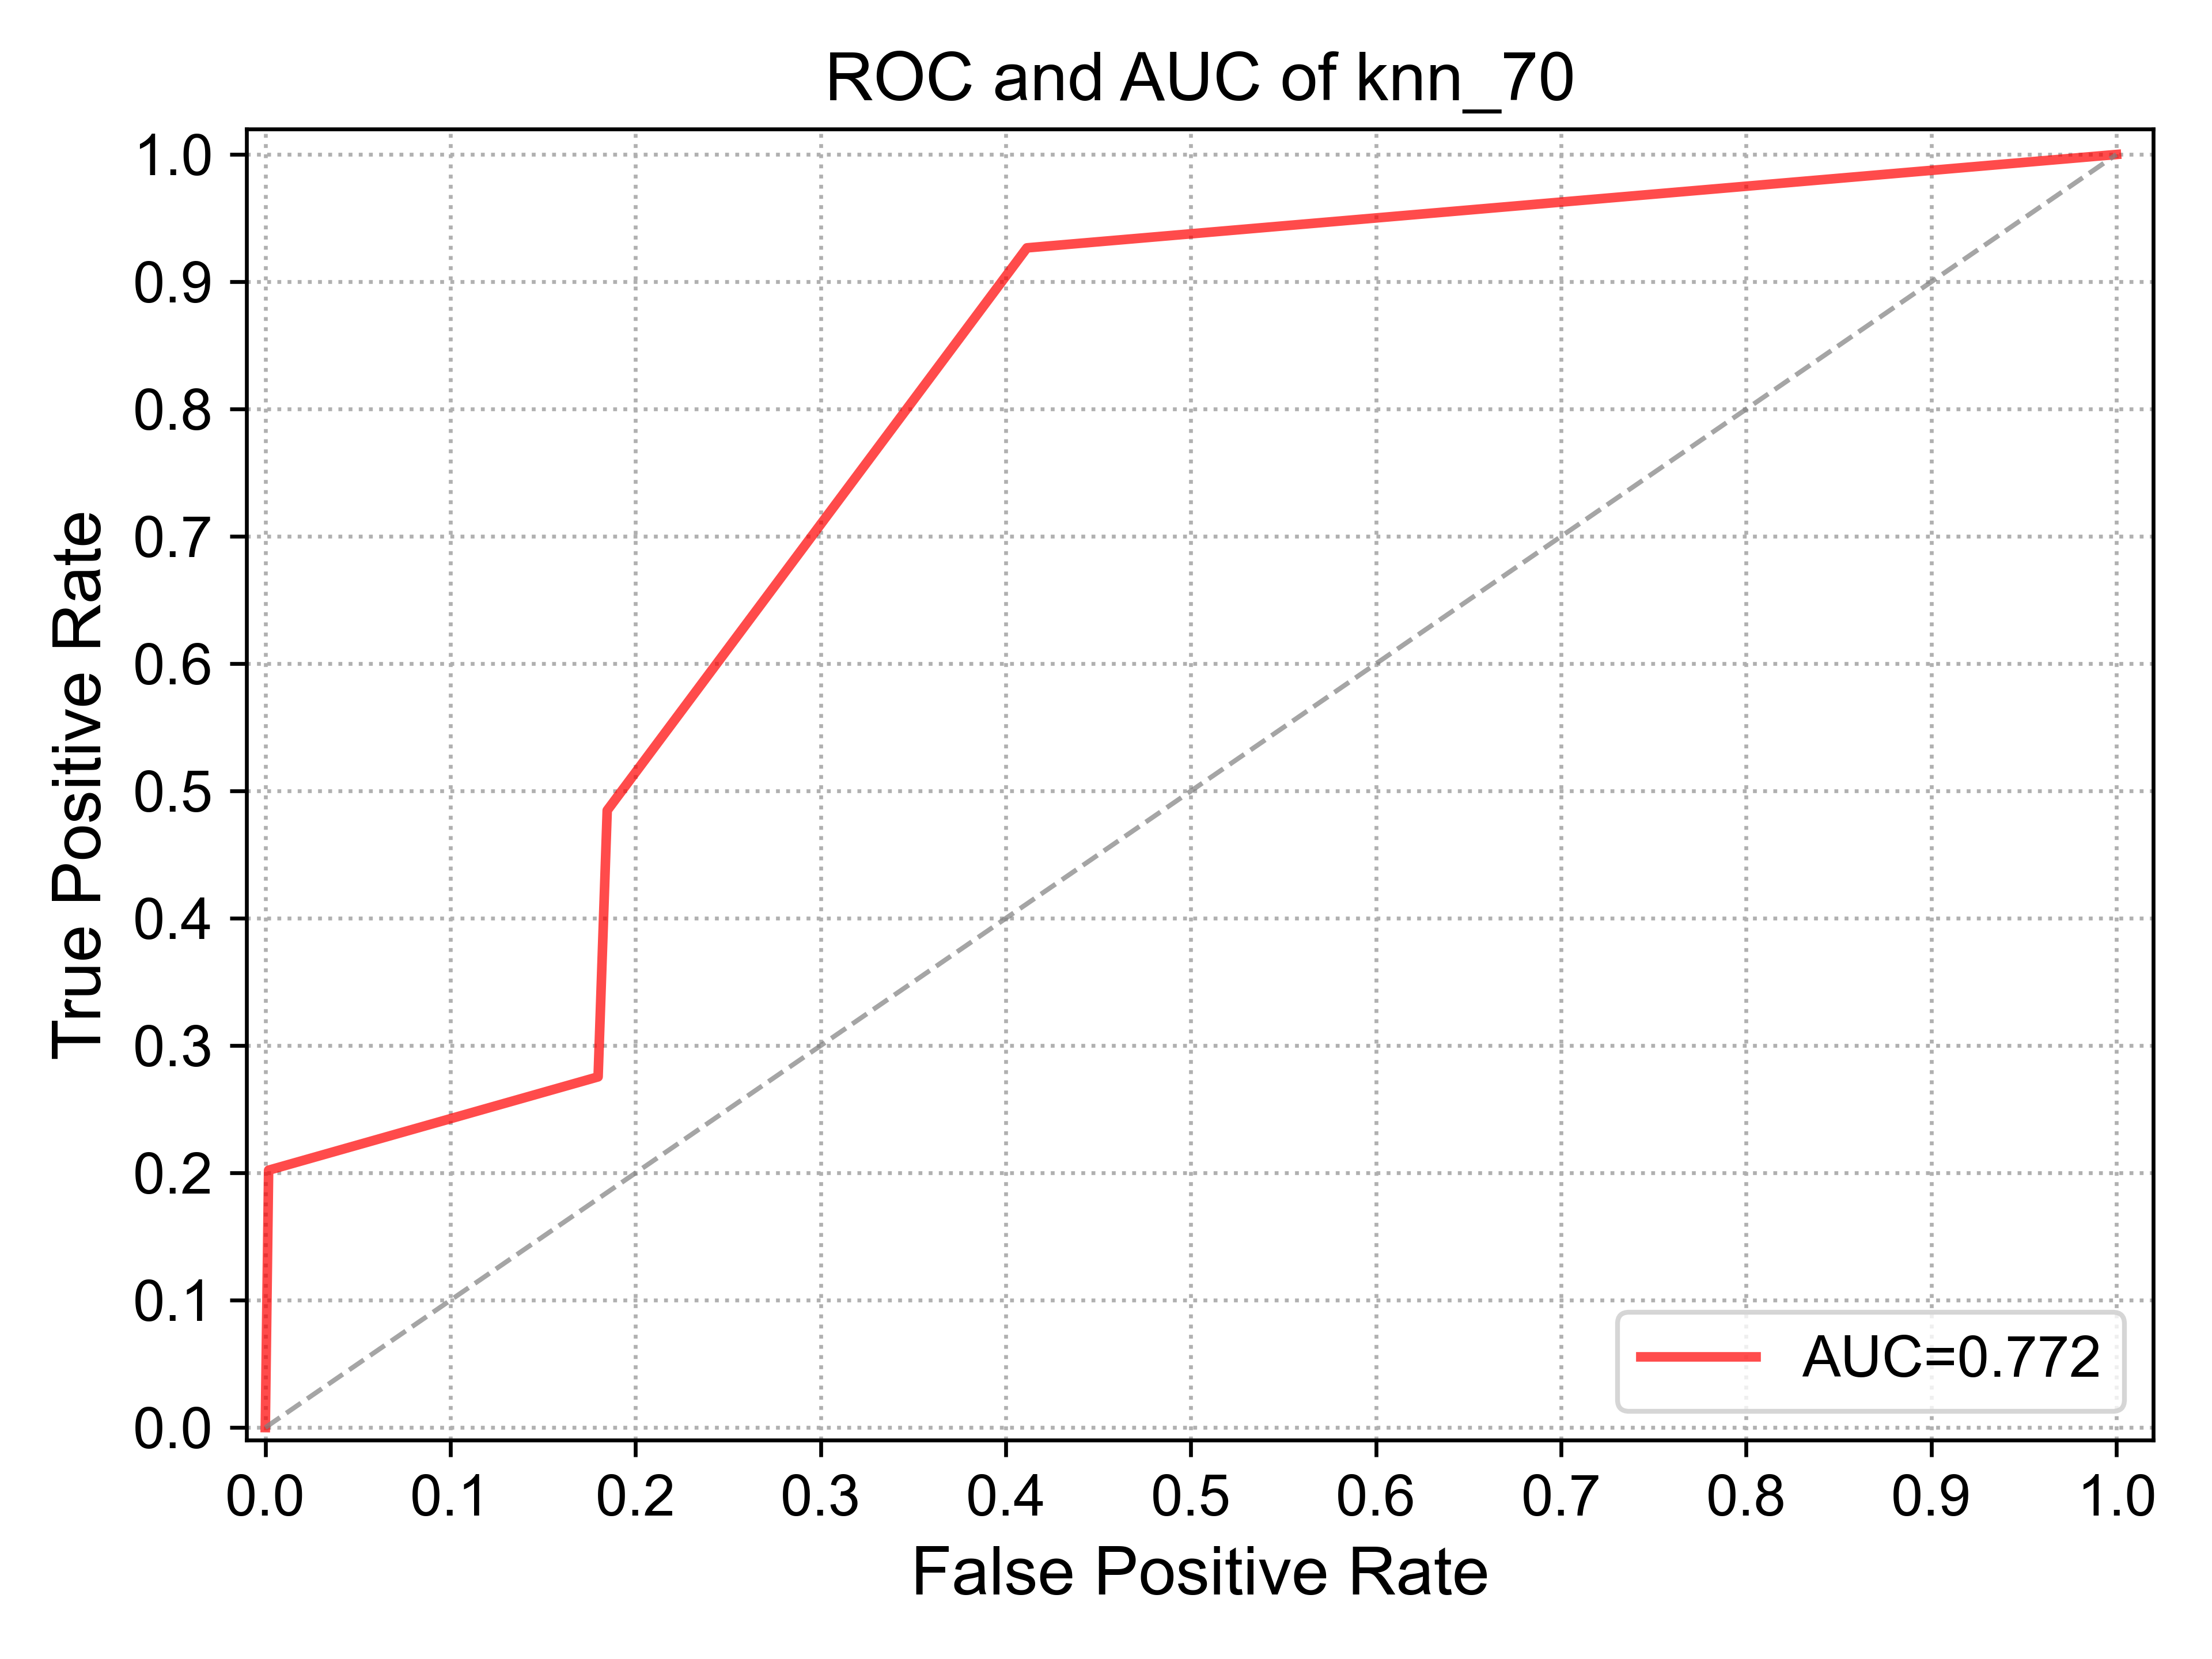 ROC and AUC of knn_70
True Positive Rate
1.0
0.9
0.8
0.7
0.6
0.5
0.4
0.3
0.2
0.1
0.0
AUC=0.772
0.0 0.1 0.2 0.3 0.4 0.5 0.6 0.7 0.8 0.9 1.0
False Positive Rate